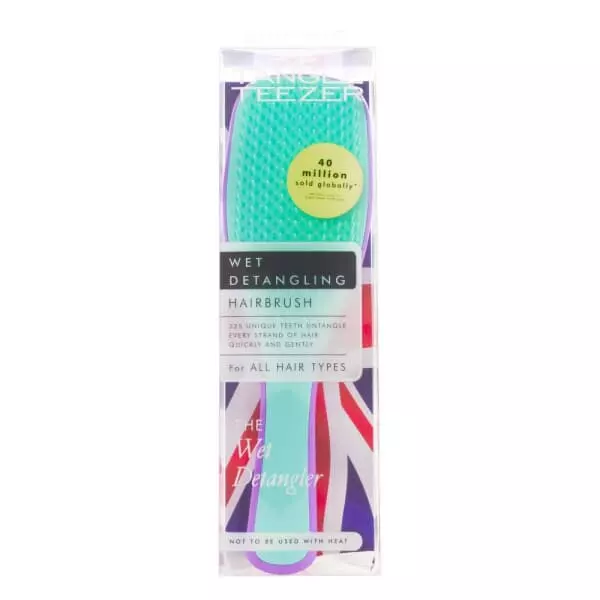 TANGLE
TEEZER
40
million
sold globally*
WET
DETANGLING
HAIRBRUSH
325 UNIQUE TEETH UNTANGLE
EVERY STRAND OF HAIR
QUICKLY AND GENTLY
For ALL HAIR TYPES
THE
Wet
Detangler
NOT TO BE USED WITH HEAT